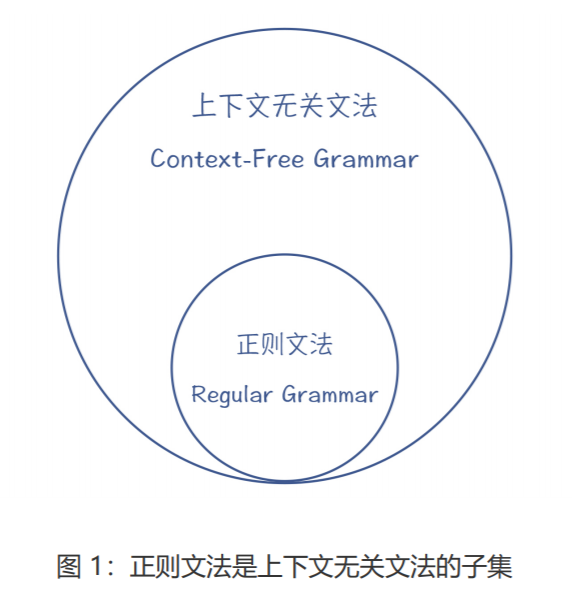 上下文无关文法
Context-Free Grammar
正则文法
Regular Grammar
图 1：正则文法是上下文无关文法的子集